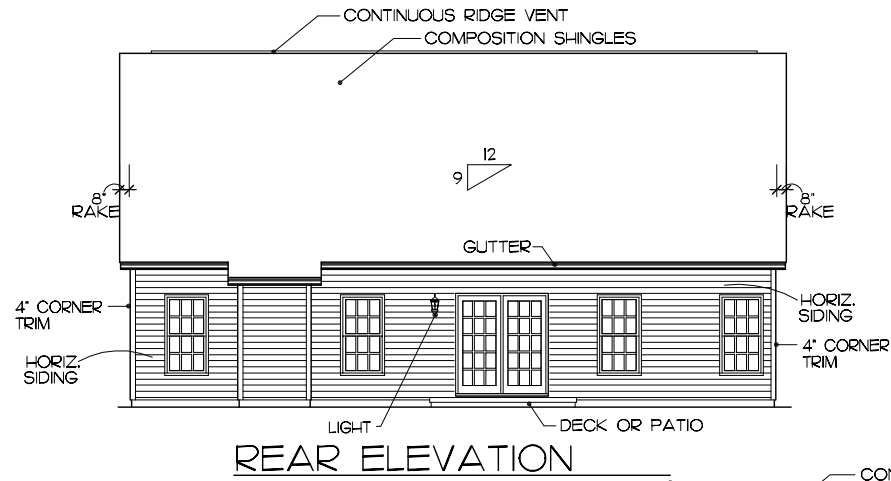 CONTINUOUS RIDGE VENT
COMPOSITION SHINGLES
12
9
8"
RAKE
8"
RAKE
GUTTER
4" CORNER
TRIM
HORIZ.
SIDING
HORIZ.
SIDING
4" CORNER
TRIM
LIGHT
DECK OR PATIO
REAR ELEVATION
CON